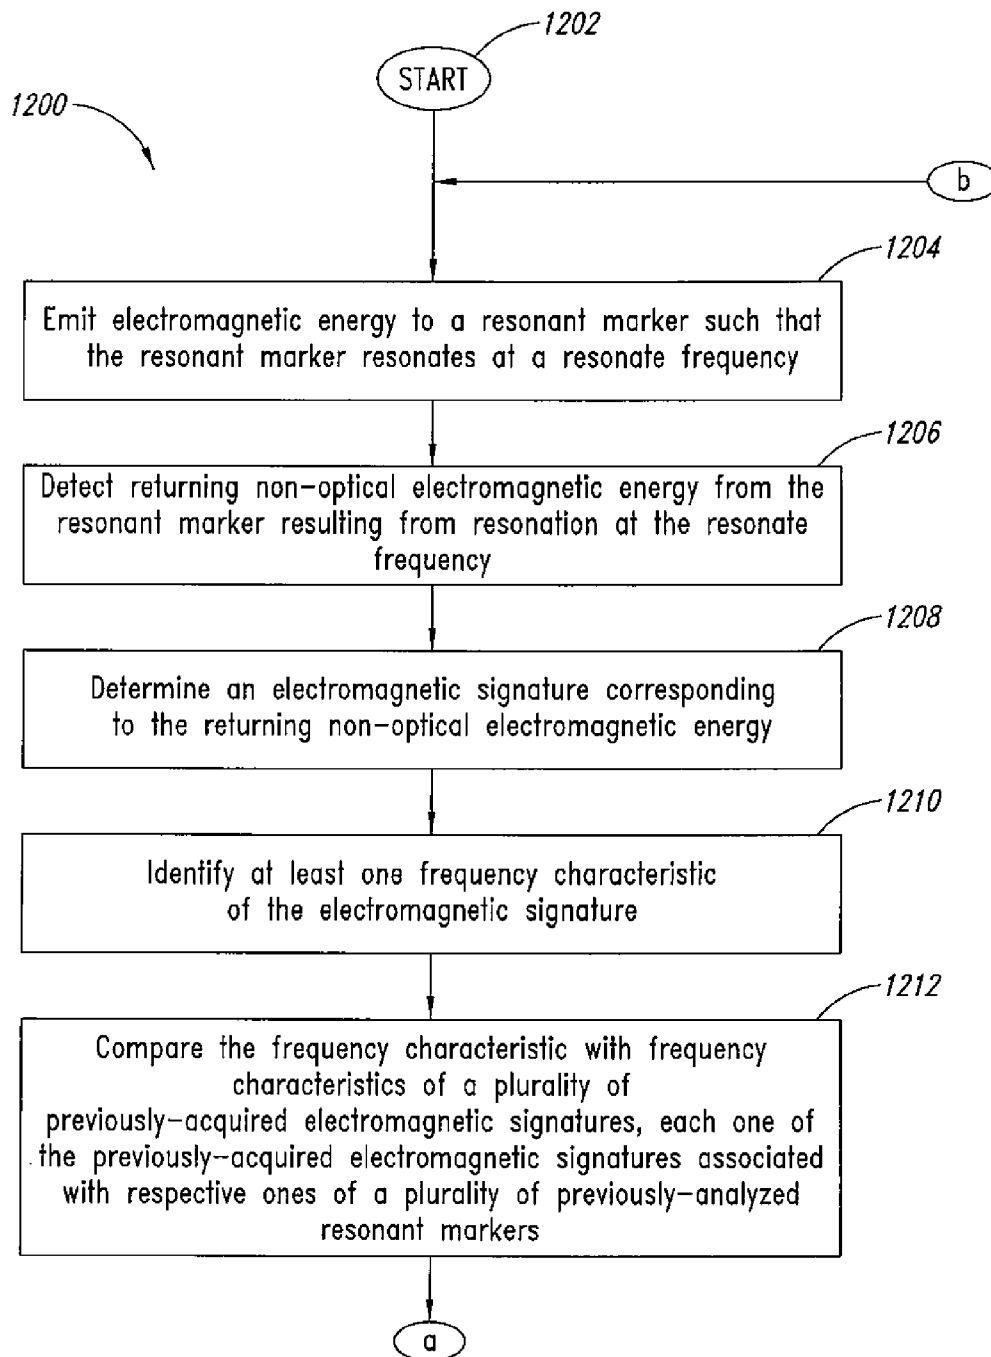 1202
START
1200
b
1204
Emit electromagnetic energy to a resonant marker such that
the resonant marker resonates at a resonate frequency
1206
Detect returning non-optical electromagnetic energy from the
resonant marker resulting from resonation at the resonate
frequency
1208
Determine an electromagnetic signature corresponding
to the returning non-optical electromagnetic energy
1210
Identify at least one frequency characteristic
of the electromagnetic signature
1212
Compare the frequency characteristic with frequency
characteristics of a plurality of
previously-acquired electromagnetic signatures, each one of
the previously-acquired electromagnetic signatures associated
with respective ones of a plurality of previously-analyzed
resonant markers
a